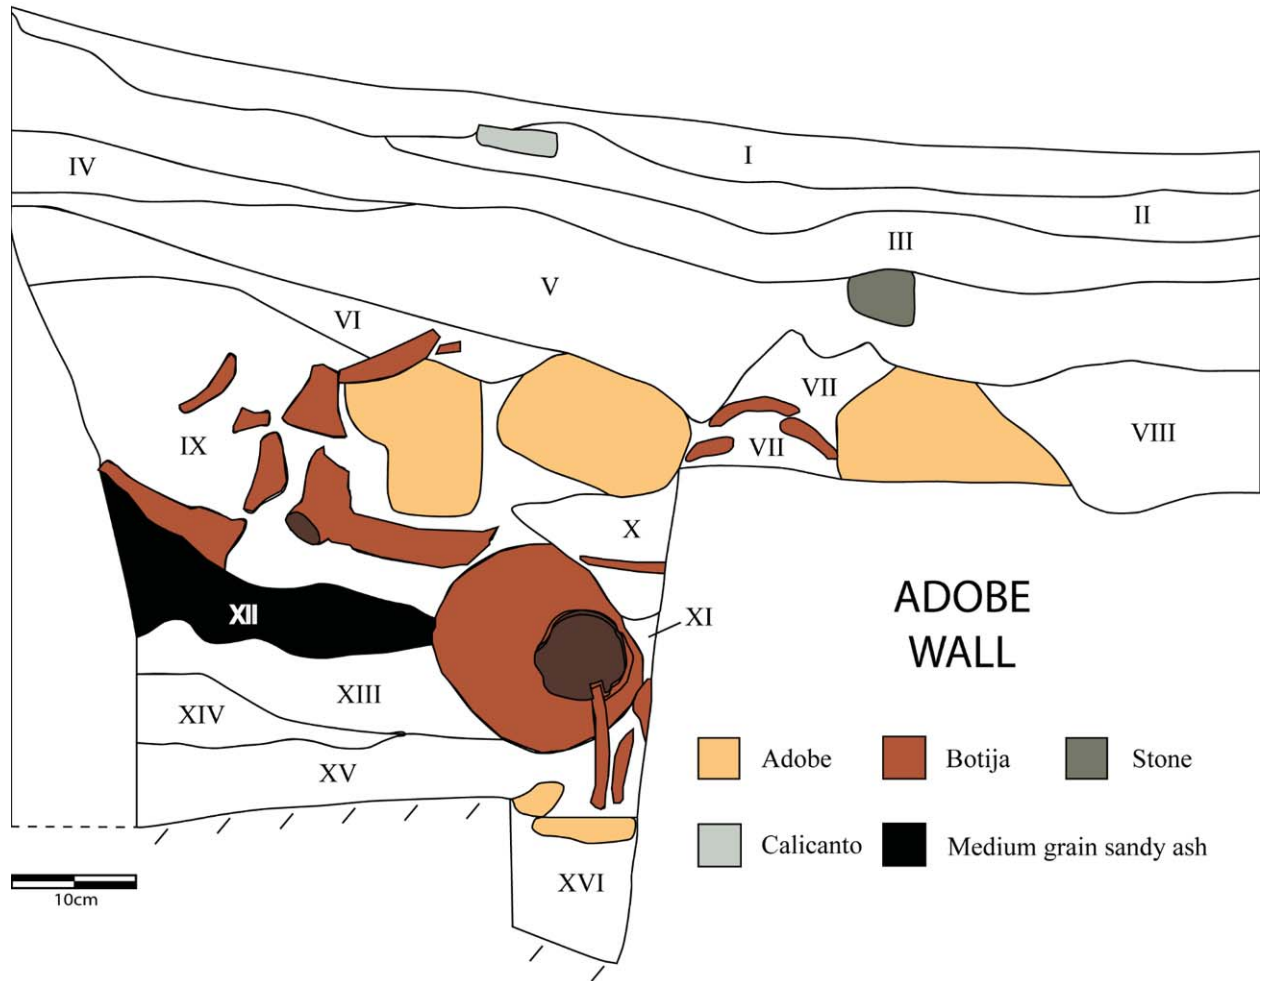 I
IV
II
III
V
VI
VII
VIII
IX
VII
X
ADOBE
WALL
XII
XI
XIII
XIV
XV
Adobe
Botija
Stone
Calicanto
Medium grain sandy ash
XVI
10cm